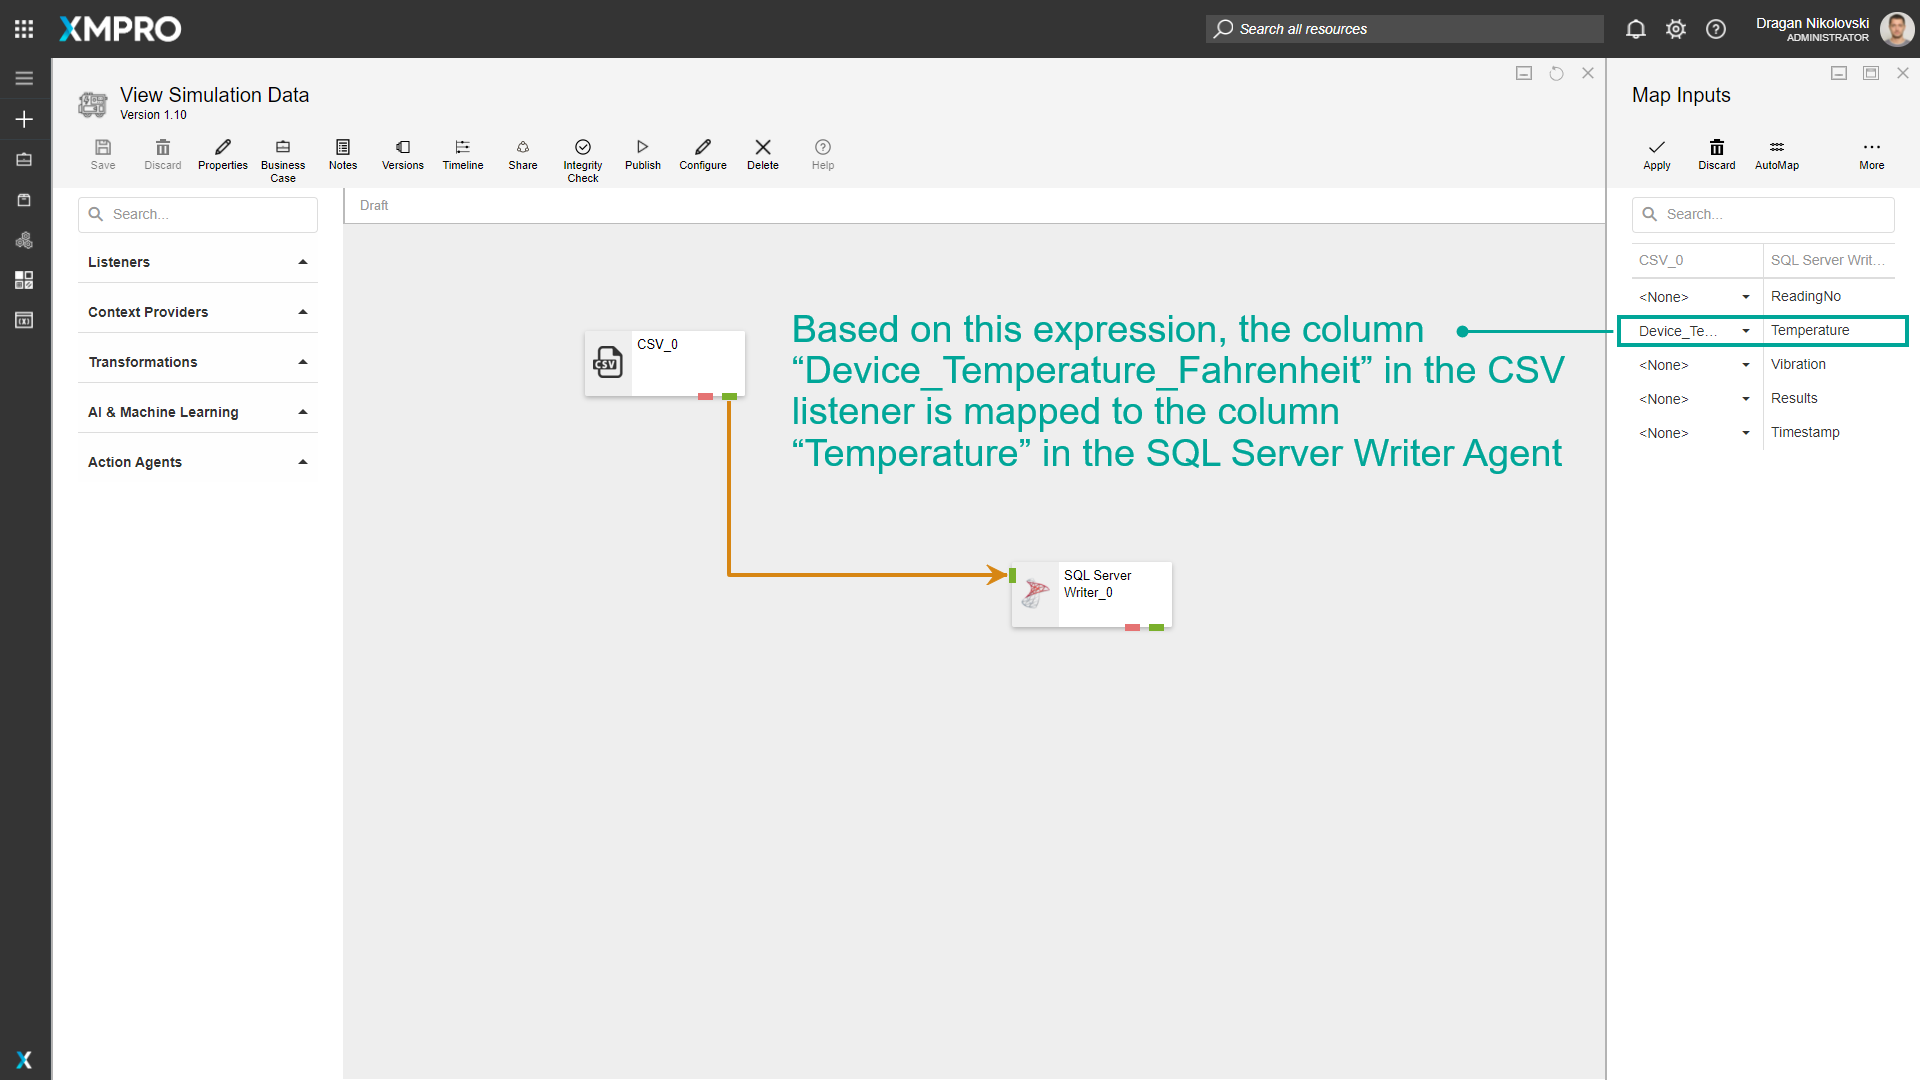 XMPRO
Search all resources
Dragan Nikolovski
ADMINISTRATOR
View Simulation Data
Version 1.10
Save
Discard
Properties
Business
Case
Notes
Versions
Timeline
Share
Integrity
Check
Publish
Configure
Delete
Help
Search...
Listeners
Context Providers
Transformations
AI & Machine Learning
Action Agents
Draft
CSV_0
CSV
Based on this expression, the column
“Device_Temperature_Fahrenheit” in the CSV
listener is mapped to the column
“Temperature” in the SQL Server Writer Agent
SQL Server
Writer_0
Map Inputs
Apply
Discard
AutoMap
More
Search...
CSV_0 SQL Server Writ...
<None> ReadingNo
Device_Te... Temperature
<None> Vibration
<None> Results
<None> Timestamp
X